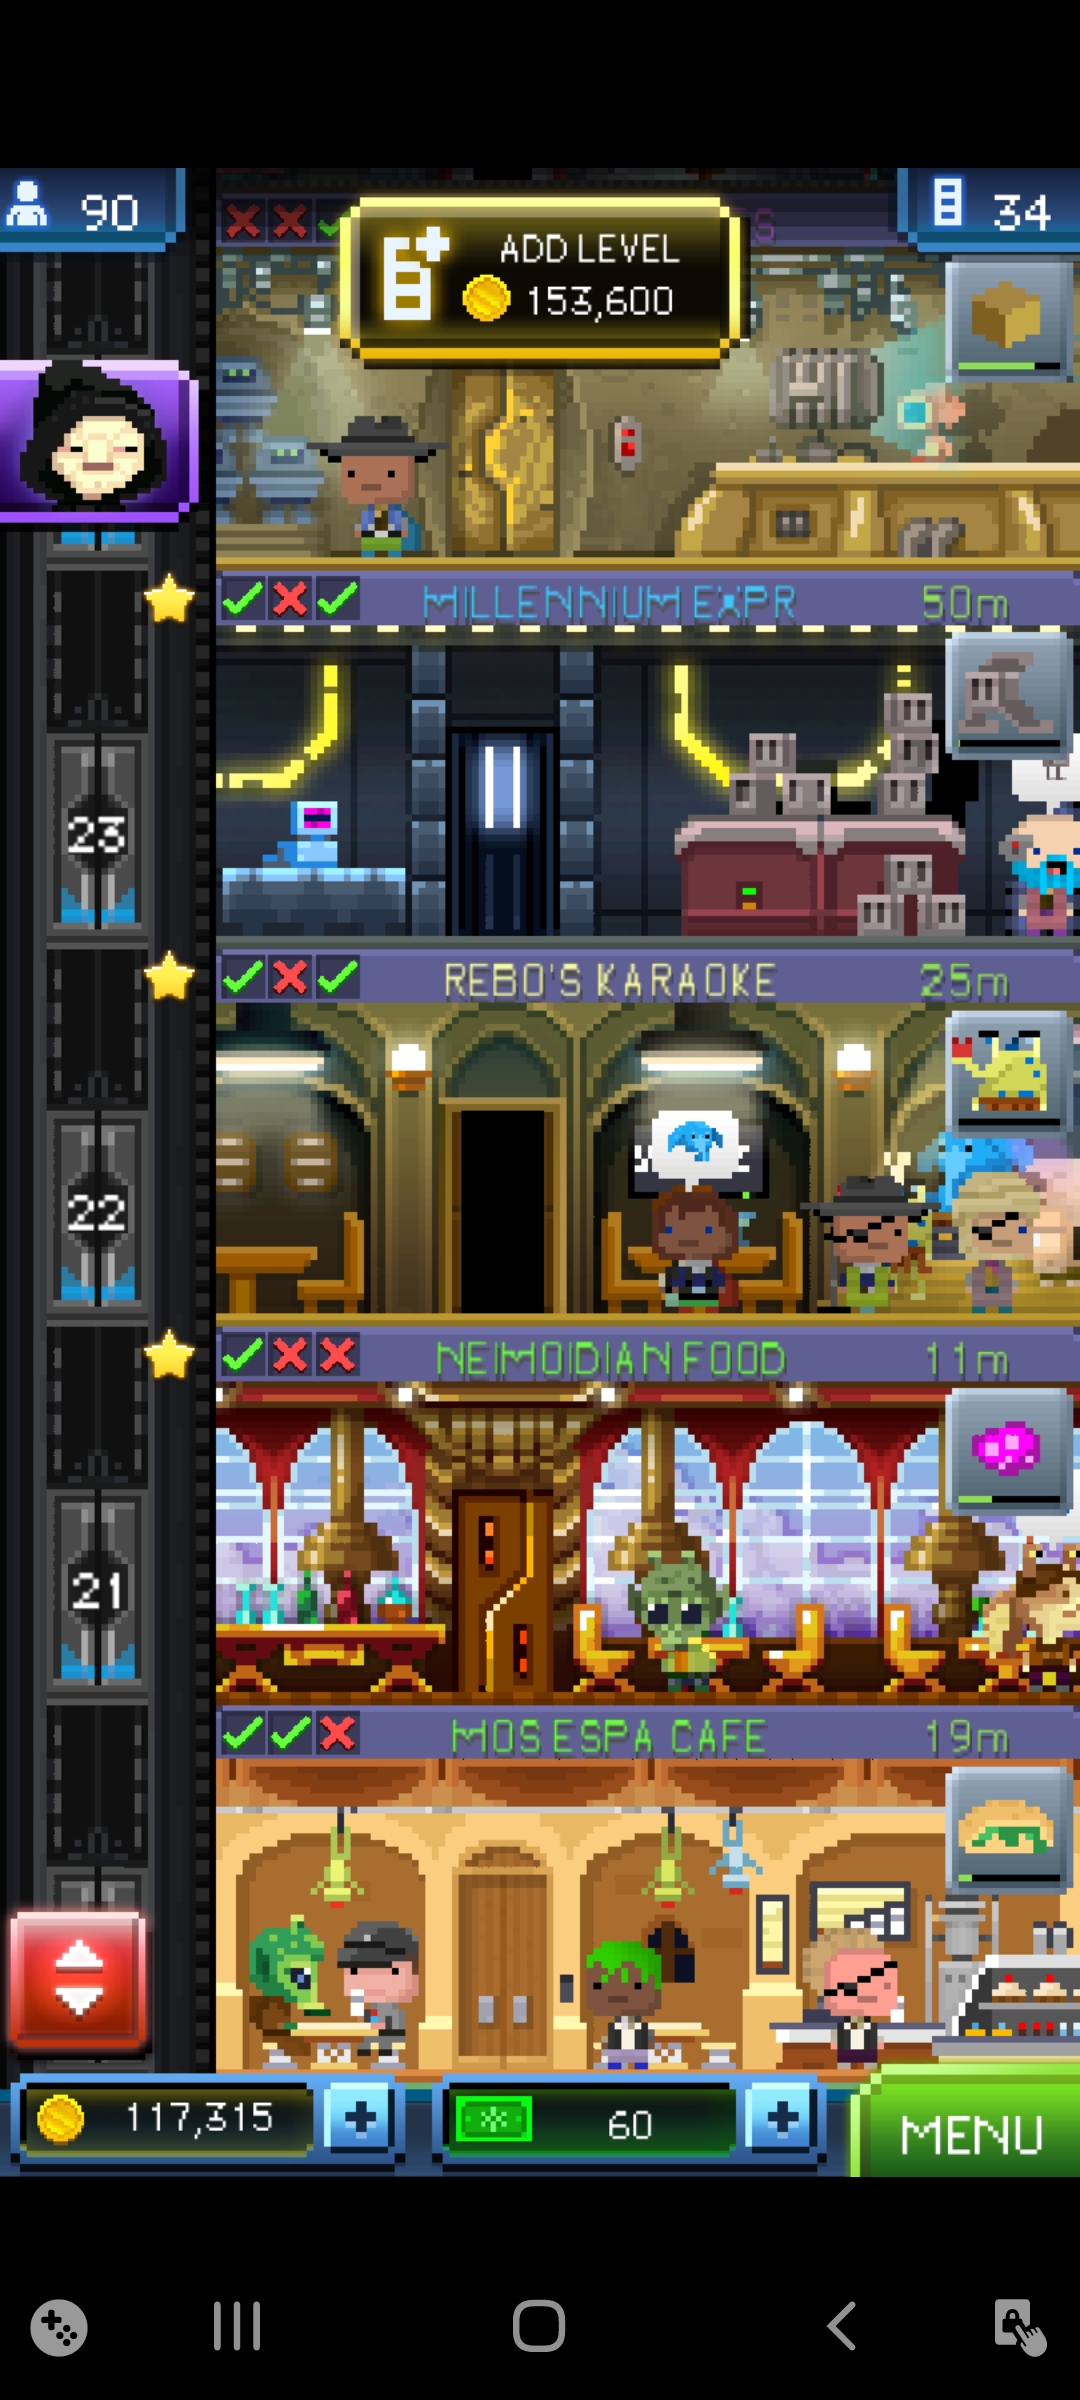 90
34
ADD LEVEL
153,600
MILLENNIUM EXPR 50m
23
REBO'S KARAOKE 25m
22
NEIMOIDIAN FOOD 11m
21
MOS ESPA CAFE 19m
117,315
60
MENU